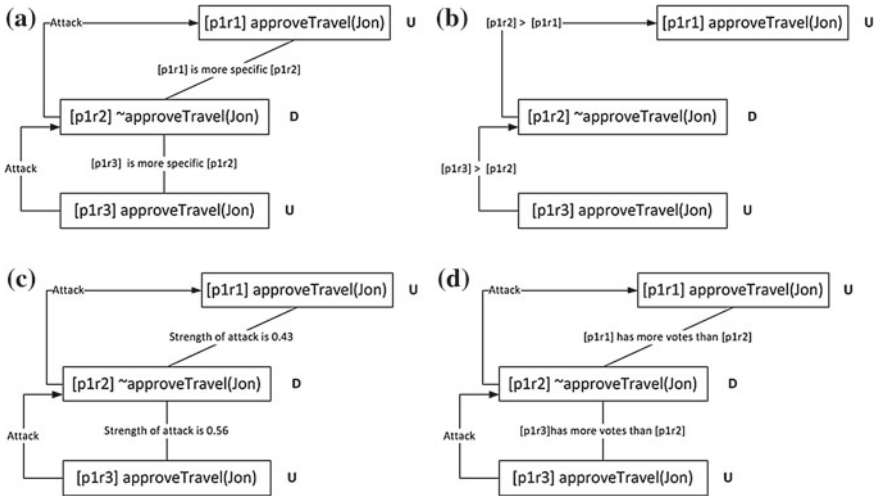 (a)
Attack
[p1r1] approveTravel(Jon) U
[p1r1] is more specific [p1r2]
[p1r2] ~approveTravel(Jon) D
Attack
[p1r3] is more specific [p1r2]
[p1r3] approveTravel(Jon) U
(b)
[p1r2] > [p1r1]
[p1r1] approveTravel(Jon) U
[p1r2] ~approveTravel(Jon) D
[p1r3] > [p1r2]
[p1r3] approveTravel(Jon) U
(c)
Attack
[p1r1] approveTravel(Jon) U
Strength of attack is 0.43
[p1r2] ~approveTravel(Jon) D
Attack
Strength of attack is 0.56
[p1r3] approveTravel(Jon) U
(d)
Attack
[p1r1] approveTravel(Jon) U
[p1r1] has more votes than [p1r2]
[p1r2] ~approveTravel(Jon) D
Attack
[p1r3]has more votes than [p1r2]
[p1r3] approveTravel(Jon) U